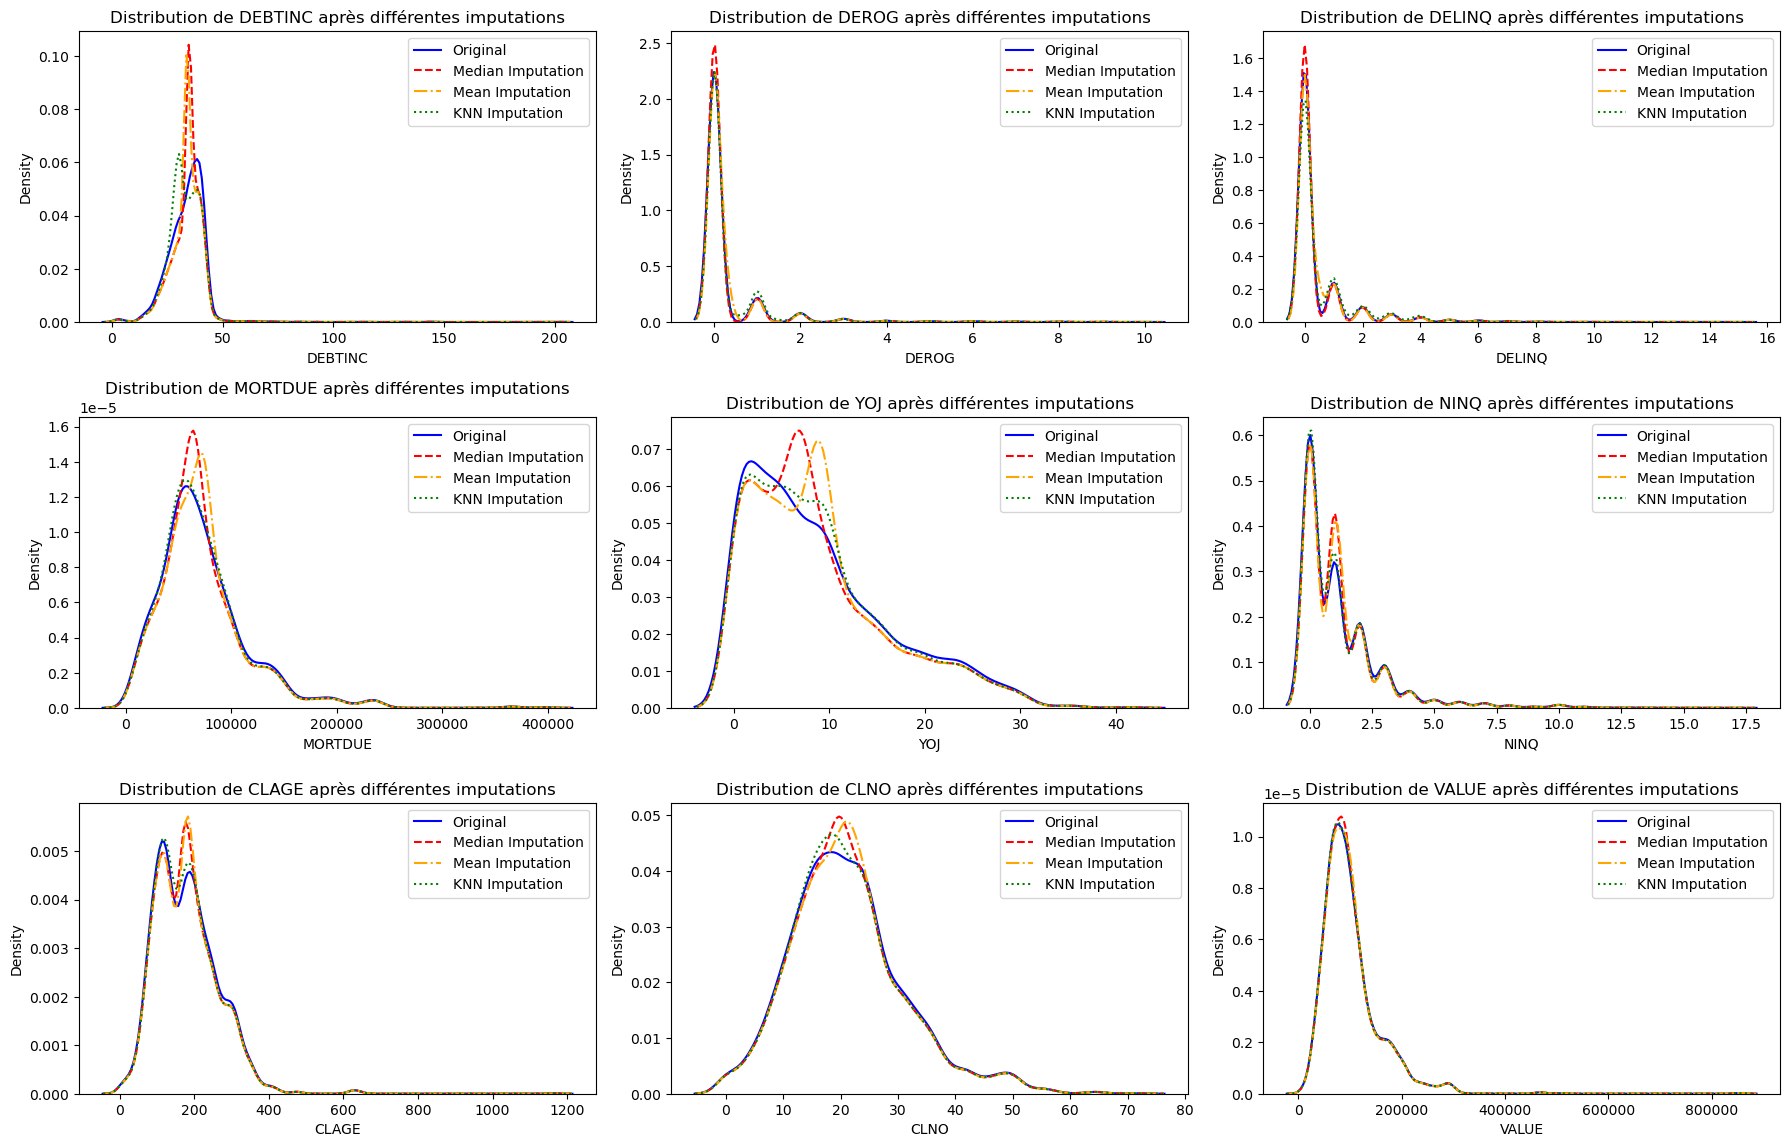 Distribution de DEBTINC après différentes imputations
Density
0.10
0.08
0.06
0.04
0.02
0.00
Original
Median Imputation
Mean Imputation
KNN Imputation
0 50 100 150 200
DEBTINC
Distribution de DEROG après différentes imputations
Density
2.5
2.0
1.5
1.0
0.5
0.0
Original
Median Imputation
Mean Imputation
KNN Imputation
0 2 4 6 8 10
DEROG
Distribution de DELINQ après différentes imputations
Density
1.6
1.4
1.2
1.0
0.8
0.6
0.4
0.2
0.0
Original
Median Imputation
Mean Imputation
KNN Imputation
0 2 4 6 8 10 12 14 16
DELINQ
Distribution de MORTDUE après différentes imputations
1e−5
Density
1.6
1.4
1.2
1.0
0.8
0.6
0.4
0.2
0.0
Original
Median Imputation
Mean Imputation
KNN Imputation
0 100000 200000 300000 400000
MORTDUE
Distribution de YOJ après différentes imputations
Density
0.07
0.06
0.05
0.04
0.03
0.02
0.01
0.00
Original
Median Imputation
Mean Imputation
KNN Imputation
0 10 20 30 40
YOJ
Distribution de NINQ après différentes imputations
Density
0.6
0.5
0.4
0.3
0.2
0.1
0.0
Original
Median Imputation
Mean Imputation
KNN Imputation
0.0 2.5 5.0 7.5 10.0 12.5 15.0 17.5
NINQ
Distribution de CLAGE après différentes imputations
Density
0.005
0.004
0.003
0.002
0.001
0.000
Original
Median Imputation
Mean Imputation
KNN Imputation
0 200 400 600 800 1000 1200
CLAGE
Distribution de CLNO après différentes imputations
Density
0.05
0.04
0.03
0.02
0.01
0.00
Original
Median Imputation
Mean Imputation
KNN Imputation
0 10 20 30 40 50 60 70 80
CLNO
Distribution de VALUE après différentes imputations
1e−5
Density
1.0
0.8
0.6
0.4
0.2
0.0
Original
Median Imputation
Mean Imputation
KNN Imputation
0 200000 400000 600000 800000
VALUE